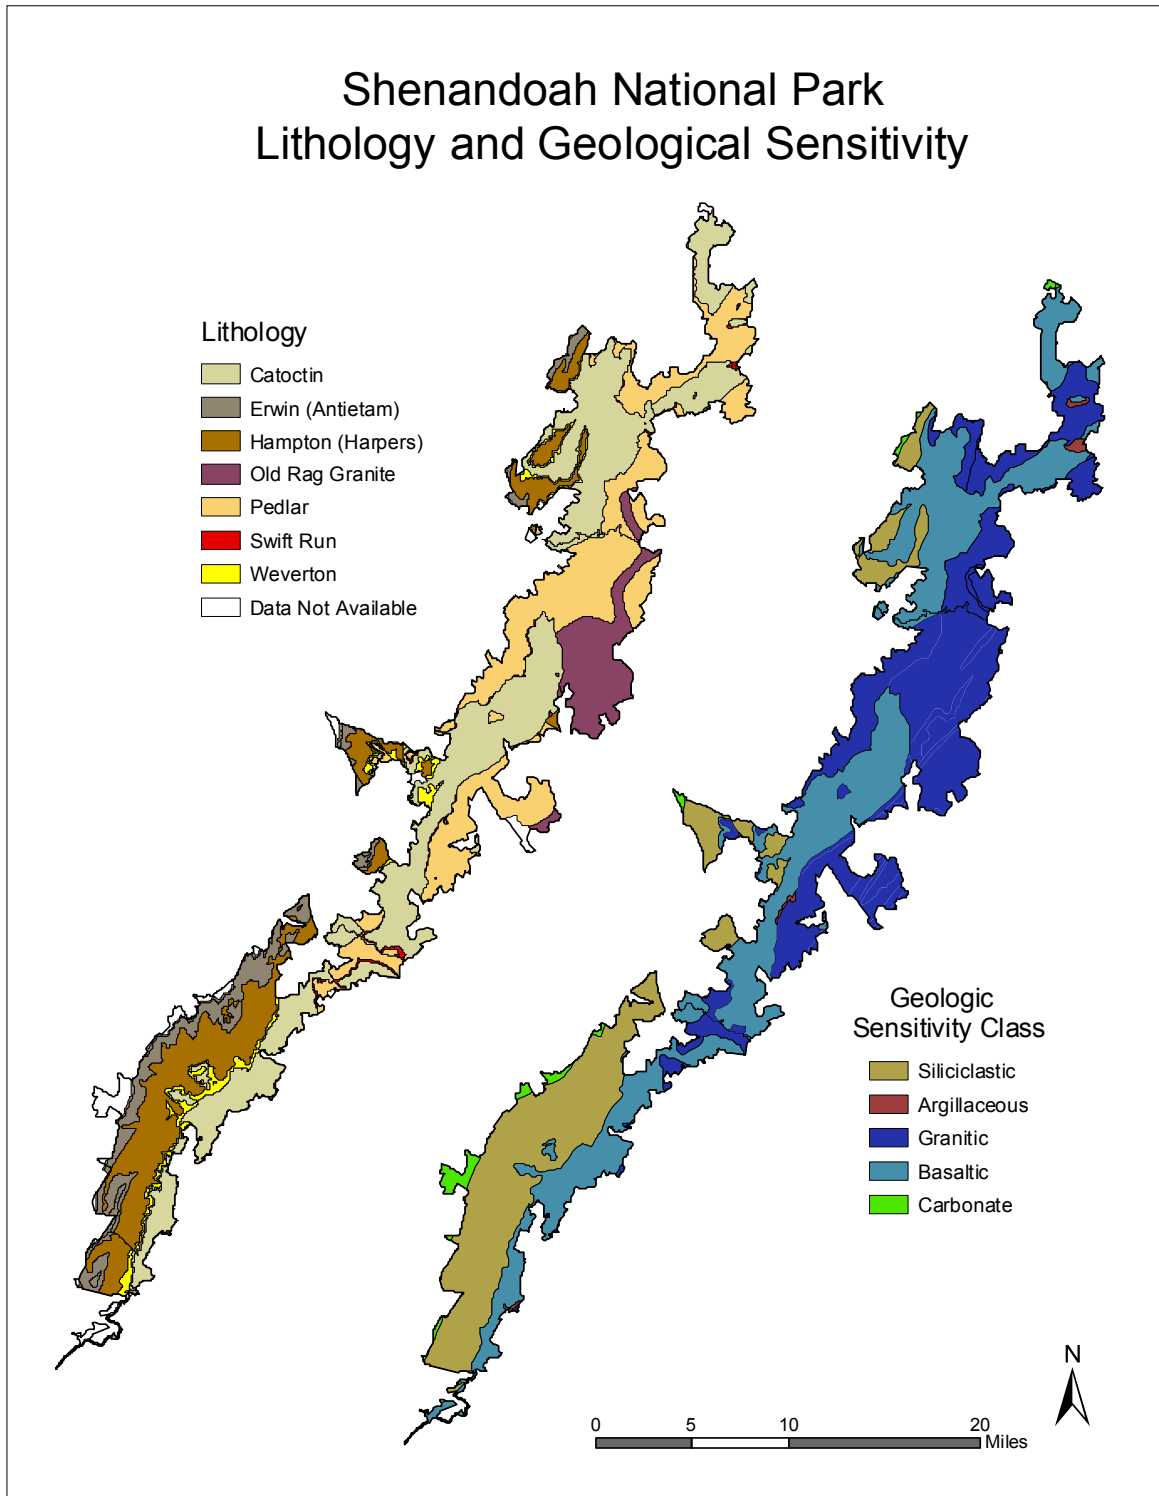 Shenandoah National Park
Lithology and Geological Sensitivity
Lithology
Catoctin
Erwin (Antietam)
Hampton (Harpers)
Old Rag Granite
Pedlar
Swift Run
Weverton
Data Not Available
Geologic
Sensitivity Class
Siliciclastic
Argillaceous
Granitic
Basaltic
Carbonate
N
0 5 10 20
Miles